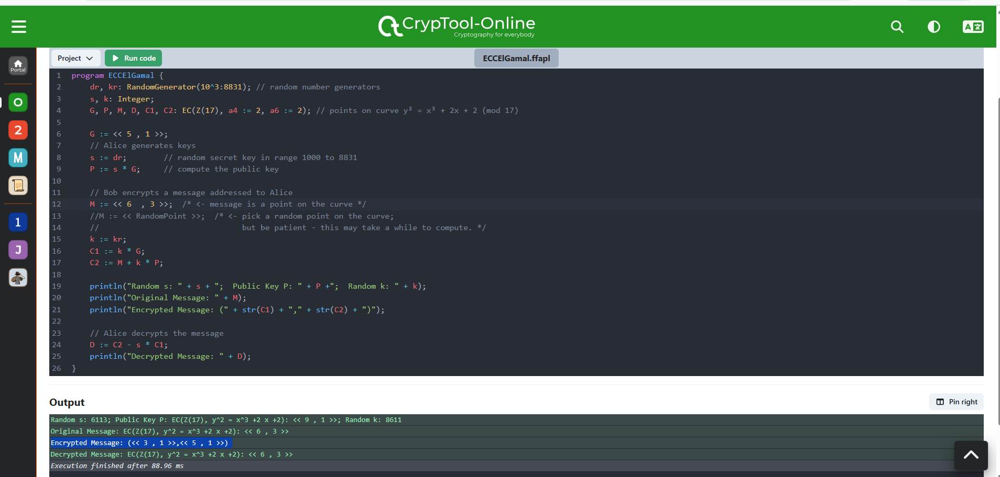 CrypTool-Online
Cryptography for everybody
A
Portal
O
2
M
1
J
Project
Run code
ECCElGamal.ffapl
1 program ECCElGamal {
2 dr, kr: RandomGenerator(10^3:8831); // random number generators
3 s, k: Integer;
4 G, P, M, D, C1, C2: EC(Z(17), a4 := 2, a6 := 2); // points on curve y² = x³ + 2x + 2 (mod 17)
5
6 G := << 5 , 1 >>;
7 // Alice generates keys
8 s := dr; // random secret key in range 1000 to 8831
9 P := s * G; // compute the public key
10
11 // Bob encrypts a message addressed to Alice
12 M := << 6 , 3 >>; /* <- message is a point on the curve */
13 //M := << RandomPoint >>; /* <- pick a random point on the curve;
14 // but be patient - this may take a while to compute. */
15 k := kr;
16 C1 := k * G;
17 C2 := M + k * P;
18
19 println("Random s: " + s + "; Public Key P: " + P +"; Random k: " + k);
20 println("Original Message: " + M);
21 println("Encrypted Message: (" + str(C1) + "," + str(C2) + ")");
22
23 // Alice decrypts the message
24 D := C2 - s * C1;
25 println("Decrypted Message: " + D);
26 }
Output
Pin right
Random s: 6113; Public Key P: EC(Z(17), y^2 = x^3 +2 x +2): << 9 , 1 >>; Random k: 8611
Original Message: EC(Z(17), y^2 = x^3 +2 x +2): << 6 , 3 >>
Encrypted Message: (<< 3 , 1 >>,<< 5 , 1 >>)
Decrypted Message: EC(Z(17), y^2 = x^3 +2 x +2): << 6 , 3 >>
Execution finished after 88.96 ms